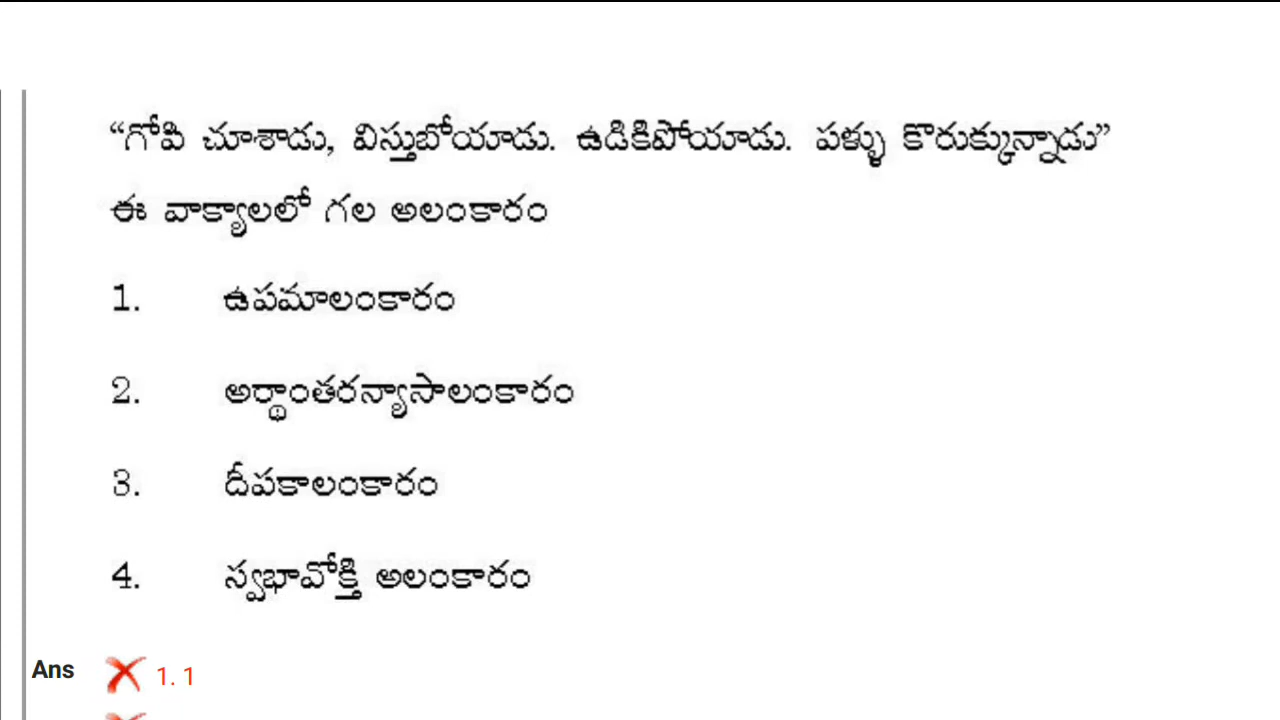 “గోపి చూశాడు, విస్తుబోయాడు. ఉడికిపోయాడు. పళ్ళు కొరుక్కున్నాడు”
ఈ వాక్యాలలో గల అలంకారం
1. ఉపమాలంకారం
2. అర్థాంతరన్యాసాలంకారం
3. దీపకాలంకారం
4. స్వభావోక్తి అలంకారం
Ans 1. 1